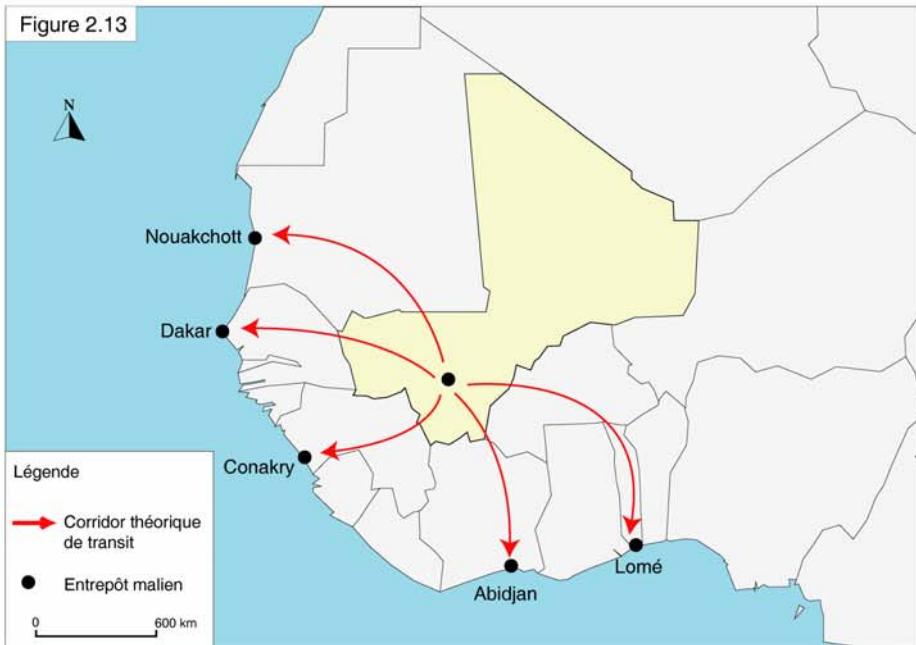 Figure 2.13
N
Nouakchott
Dakar
Conakry
Abidjan
Lomé
Légende
Corridor théorique
de transit
Entrepôt malien
0 600 km